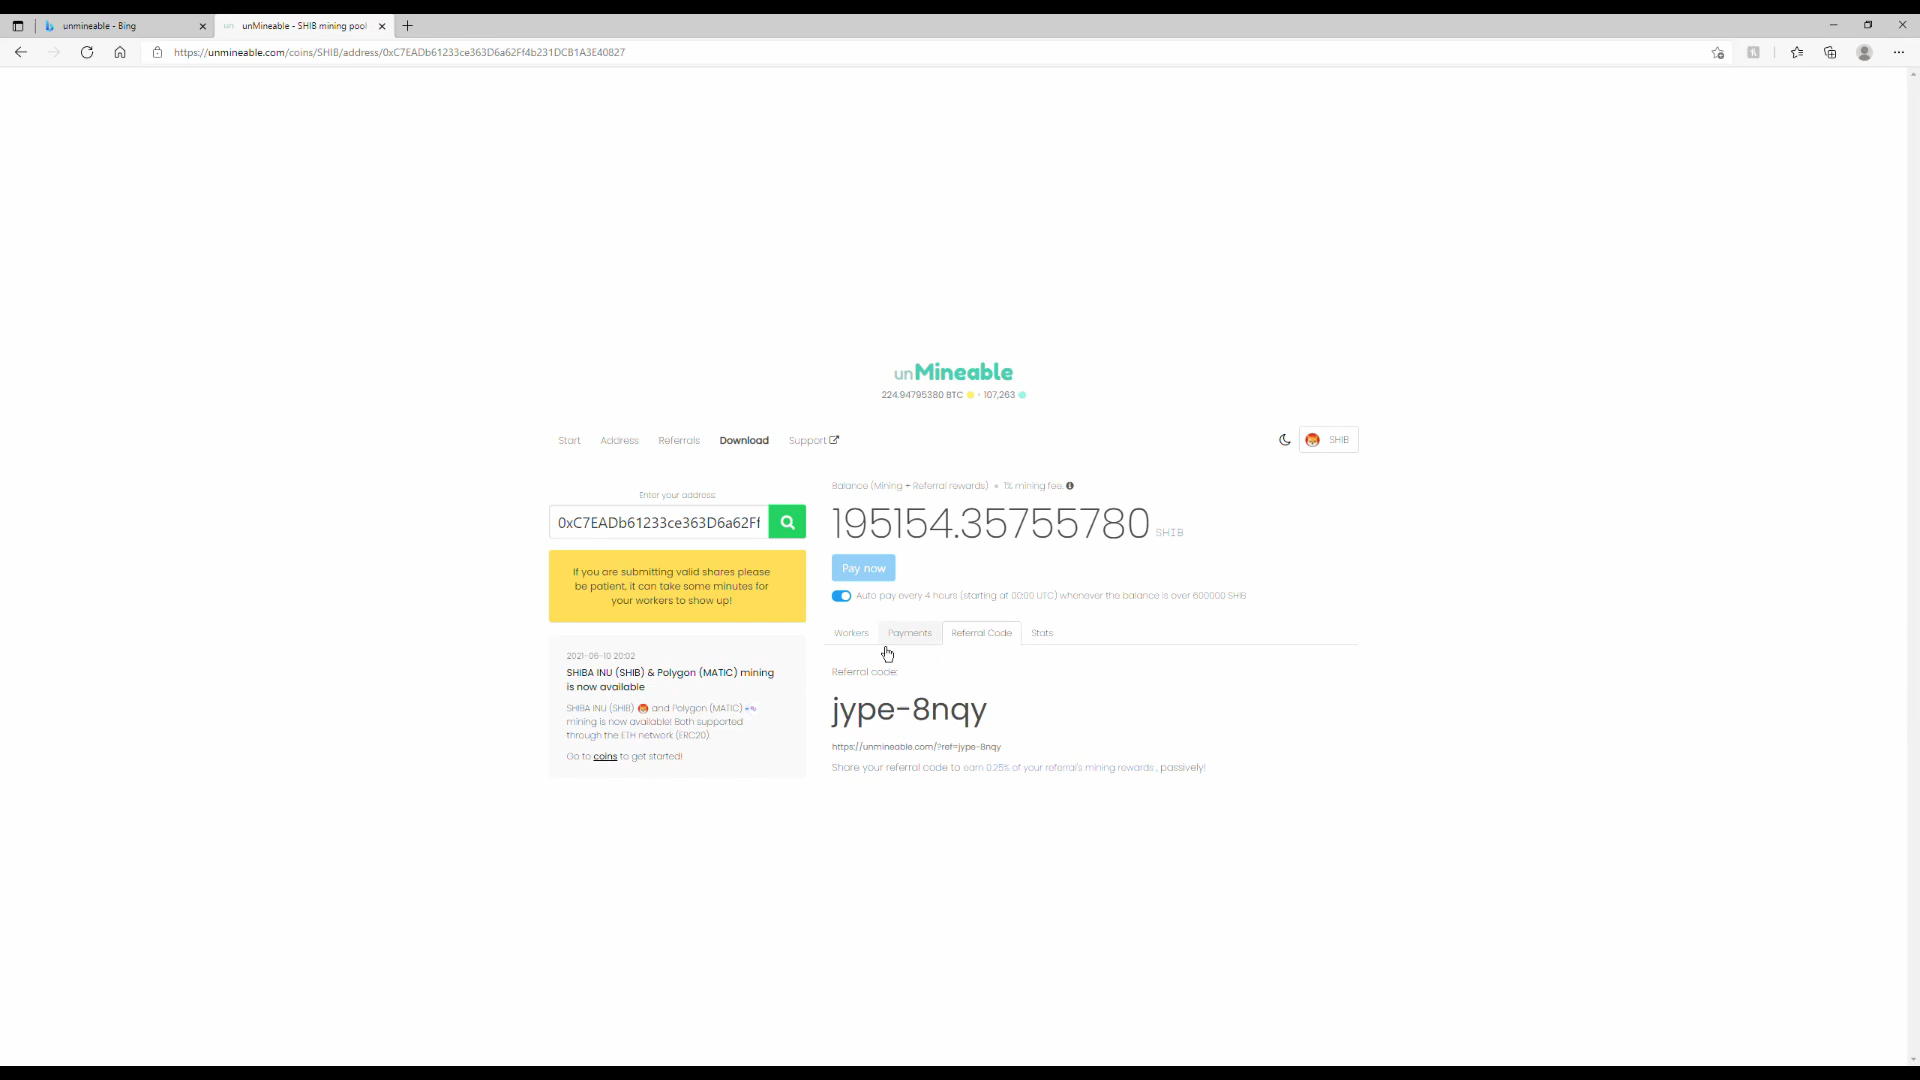 unmineable - Bing
unMineable - SHIB mining pool
https://unmineable.com/coins/SHIB/address/0xC7EADb61233ce363D6a62Ff4b231DCB1A3E40827
unMineable
224.94795380 BTC • 107,263
Start Address Referrals Download Support
SHIB
Enter your address:
0xC7EADb61233ce363D6a62Ff
If you are submitting valid shares please
be patient, it can take some minutes for
your workers to show up!
2021-06-10 20:02
SHIBA INU (SHIB) & Polygon (MATIC) mining
is now available
SHIBA INU (SHIB) and Polygon (MATIC)
mining is now available! Both supported
through the ETH network (ERC20).
Go to coins to get started!
Balance (Mining + Referral rewards) • 1% mining fee.
195154.35755780 SHIB
Pay now
Auto pay every 4 hours (starting at 00:00 UTC) whenever the balance is over 600000 SHIB
Workers Payments Referral Code Stats
Referral code:
jype-8nqy
https://unmineable.com/?ref=jype-8nqy
Share your referral code to earn 0.25% of your referral's mining rewards , passively!